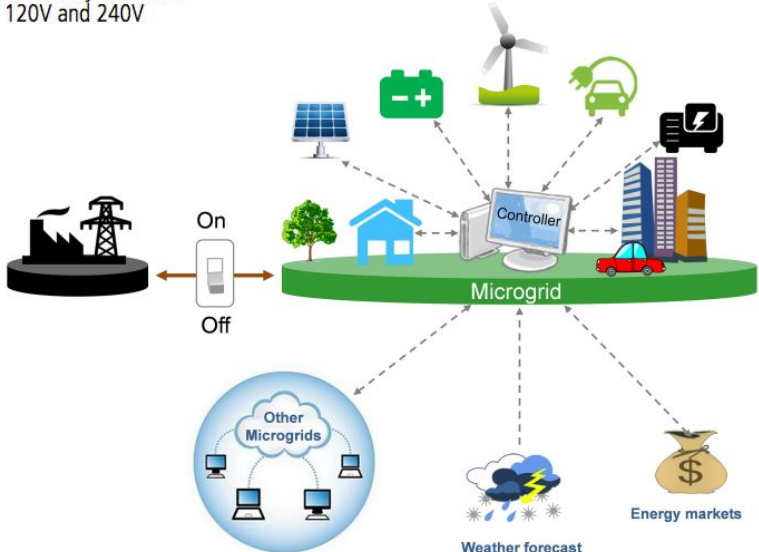 120V and 240V
On
Off
Controller
Microgrid
Other
Microgrids
$
Energy markets
Weather forecast